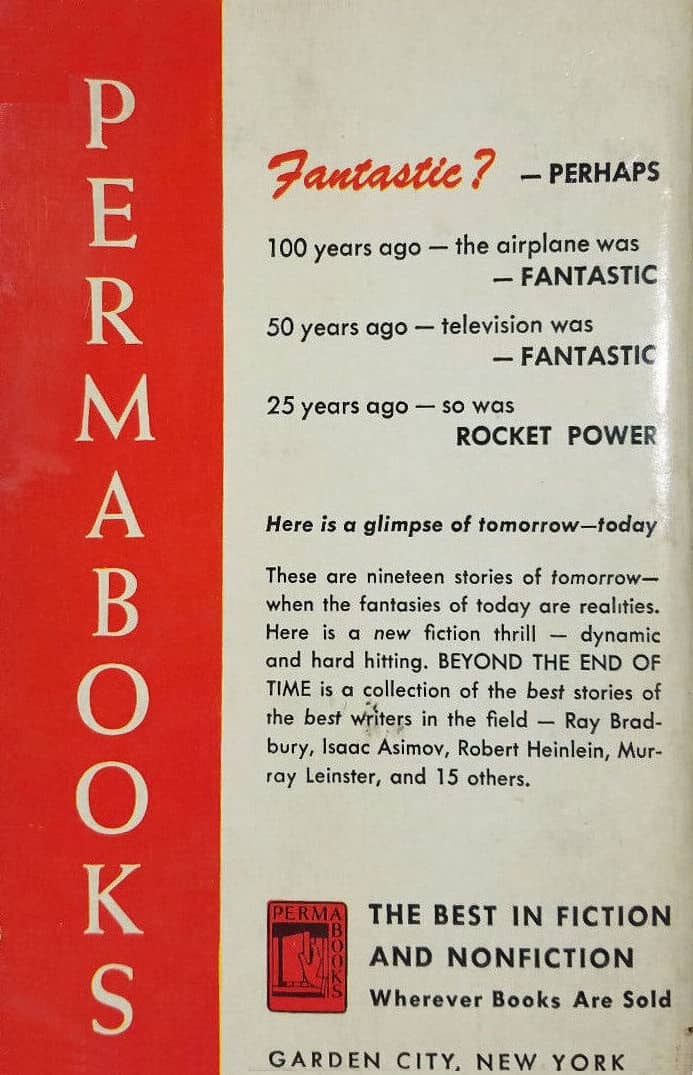 PERMABOOKS
Fantastic? — PERHAPS
100 years ago — the airplane was
— FANTASTIC
50 years ago — television was
— FANTASTIC
25 years ago — so was
ROCKET POWER
Here is a glimpse of tomorrow—today
These are nineteen stories of tomorrow—
when the fantasies of today are realities.
Here is a new fiction thrill — dynamic
and hard hitting. BEYOND THE END OF
TIME is a collection of the best stories of
the best writers in the field — Ray Brad-
bury, Isaac Asimov, Robert Heinlein, Mur-
ray Leinster, and 15 others.
PERMABOOKS
THE BEST IN FICTION
AND NONFICTION
Wherever Books Are Sold
GARDEN CITY, NEW YORK